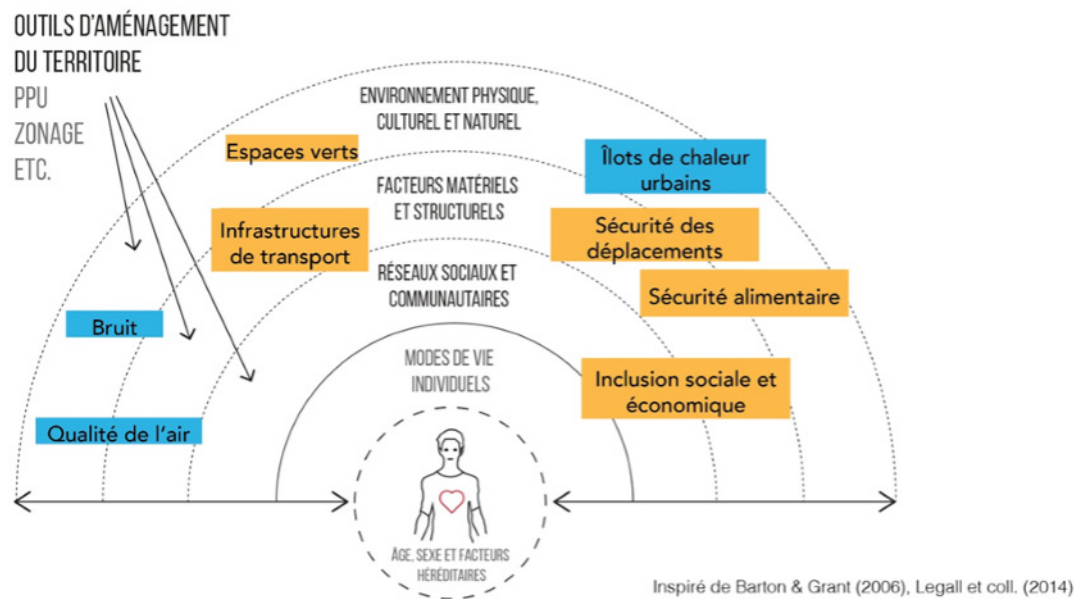 OUTILS D'AMÉNAGEMENT
DU TERRITOIRE
PPU
ZONAGE
ETC.
ENVIRONNEMENT PHYSIQUE,
CULTUREL ET NATUREL
Espaces verts
Îlots de chaleur
urbains
FACTEURS MATÉRIELS
ET STRUCTURELS
Infrastructures
de transport
Sécurité des
déplacements
RÉSEAUX SOCIAUX ET
COMMUNAUTAIRES
Sécurité alimentaire
Bruit
MODES DE VIE
INDIVIDUELS
Inclusion sociale et
économique
Qualité de l'air
ÂGE, SEXE ET FACTEURS
HÉRÉDITAIRES
Inspiré de Barton & Grant (2006), Legall et coll. (2014)